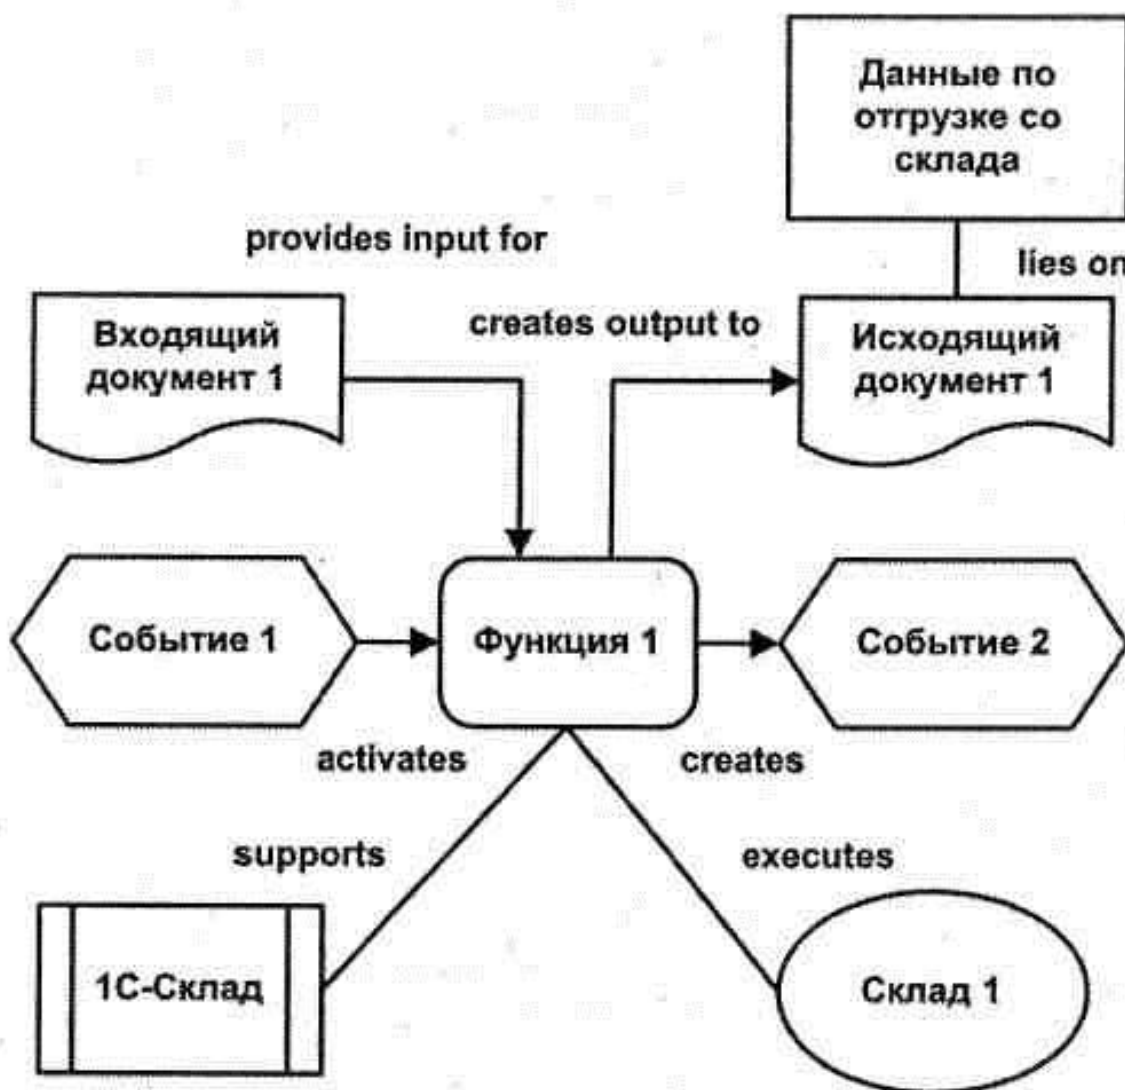 Данные по
отгрузке со
склада
provides input for
lies on
Входящий
документ 1
creates output to
Исходящий
документ 1
Событие 1
Функция 1
Событие 2
activates
creates
supports
executes
1С-Склад
Склад 1